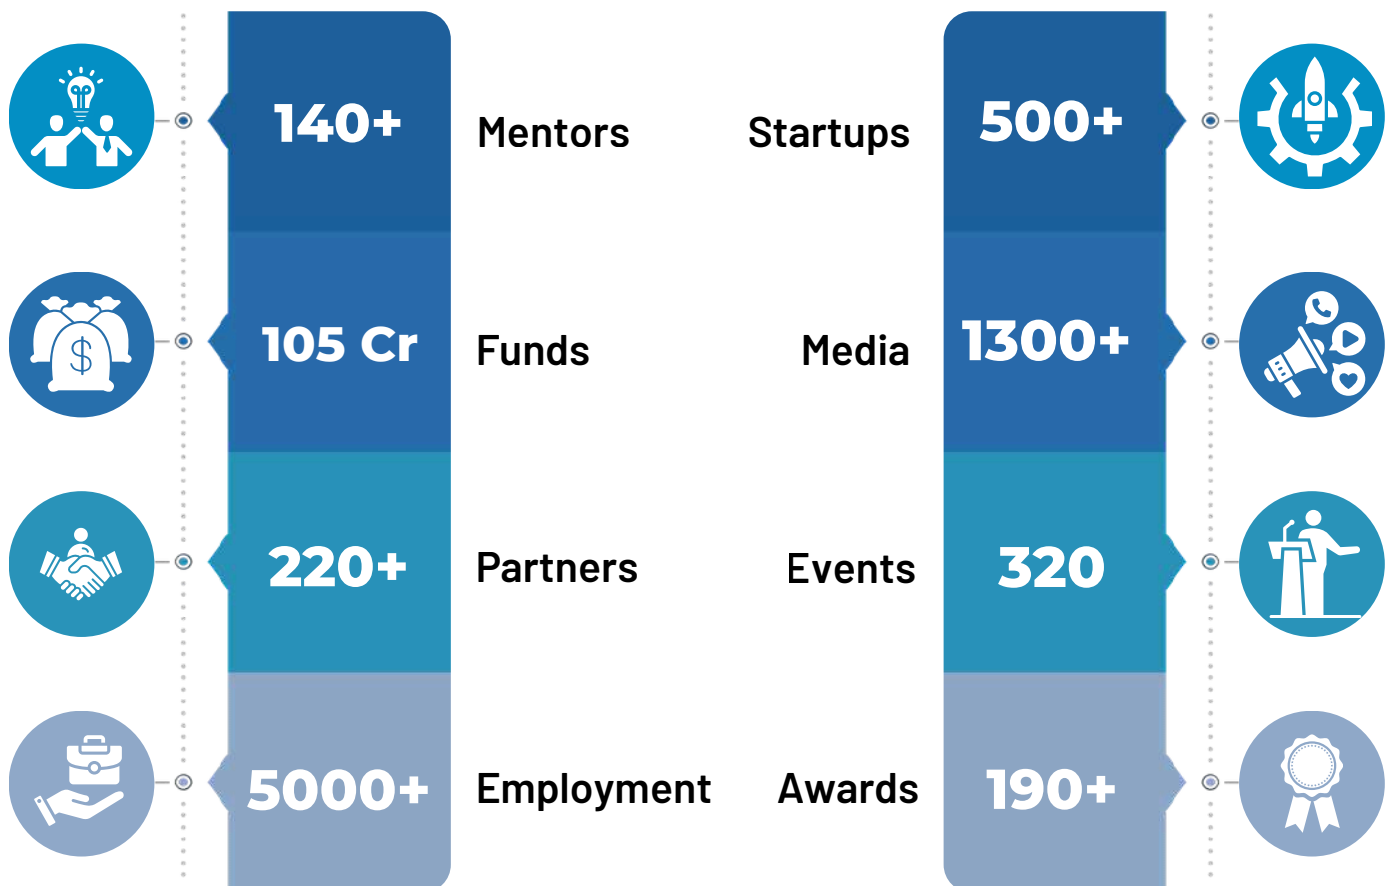 140+ Mentors
Startups 500+
105 Cr Funds
Media 1300+
$
220+ Partners
Events 320
5000+ Employment
Awards 190+